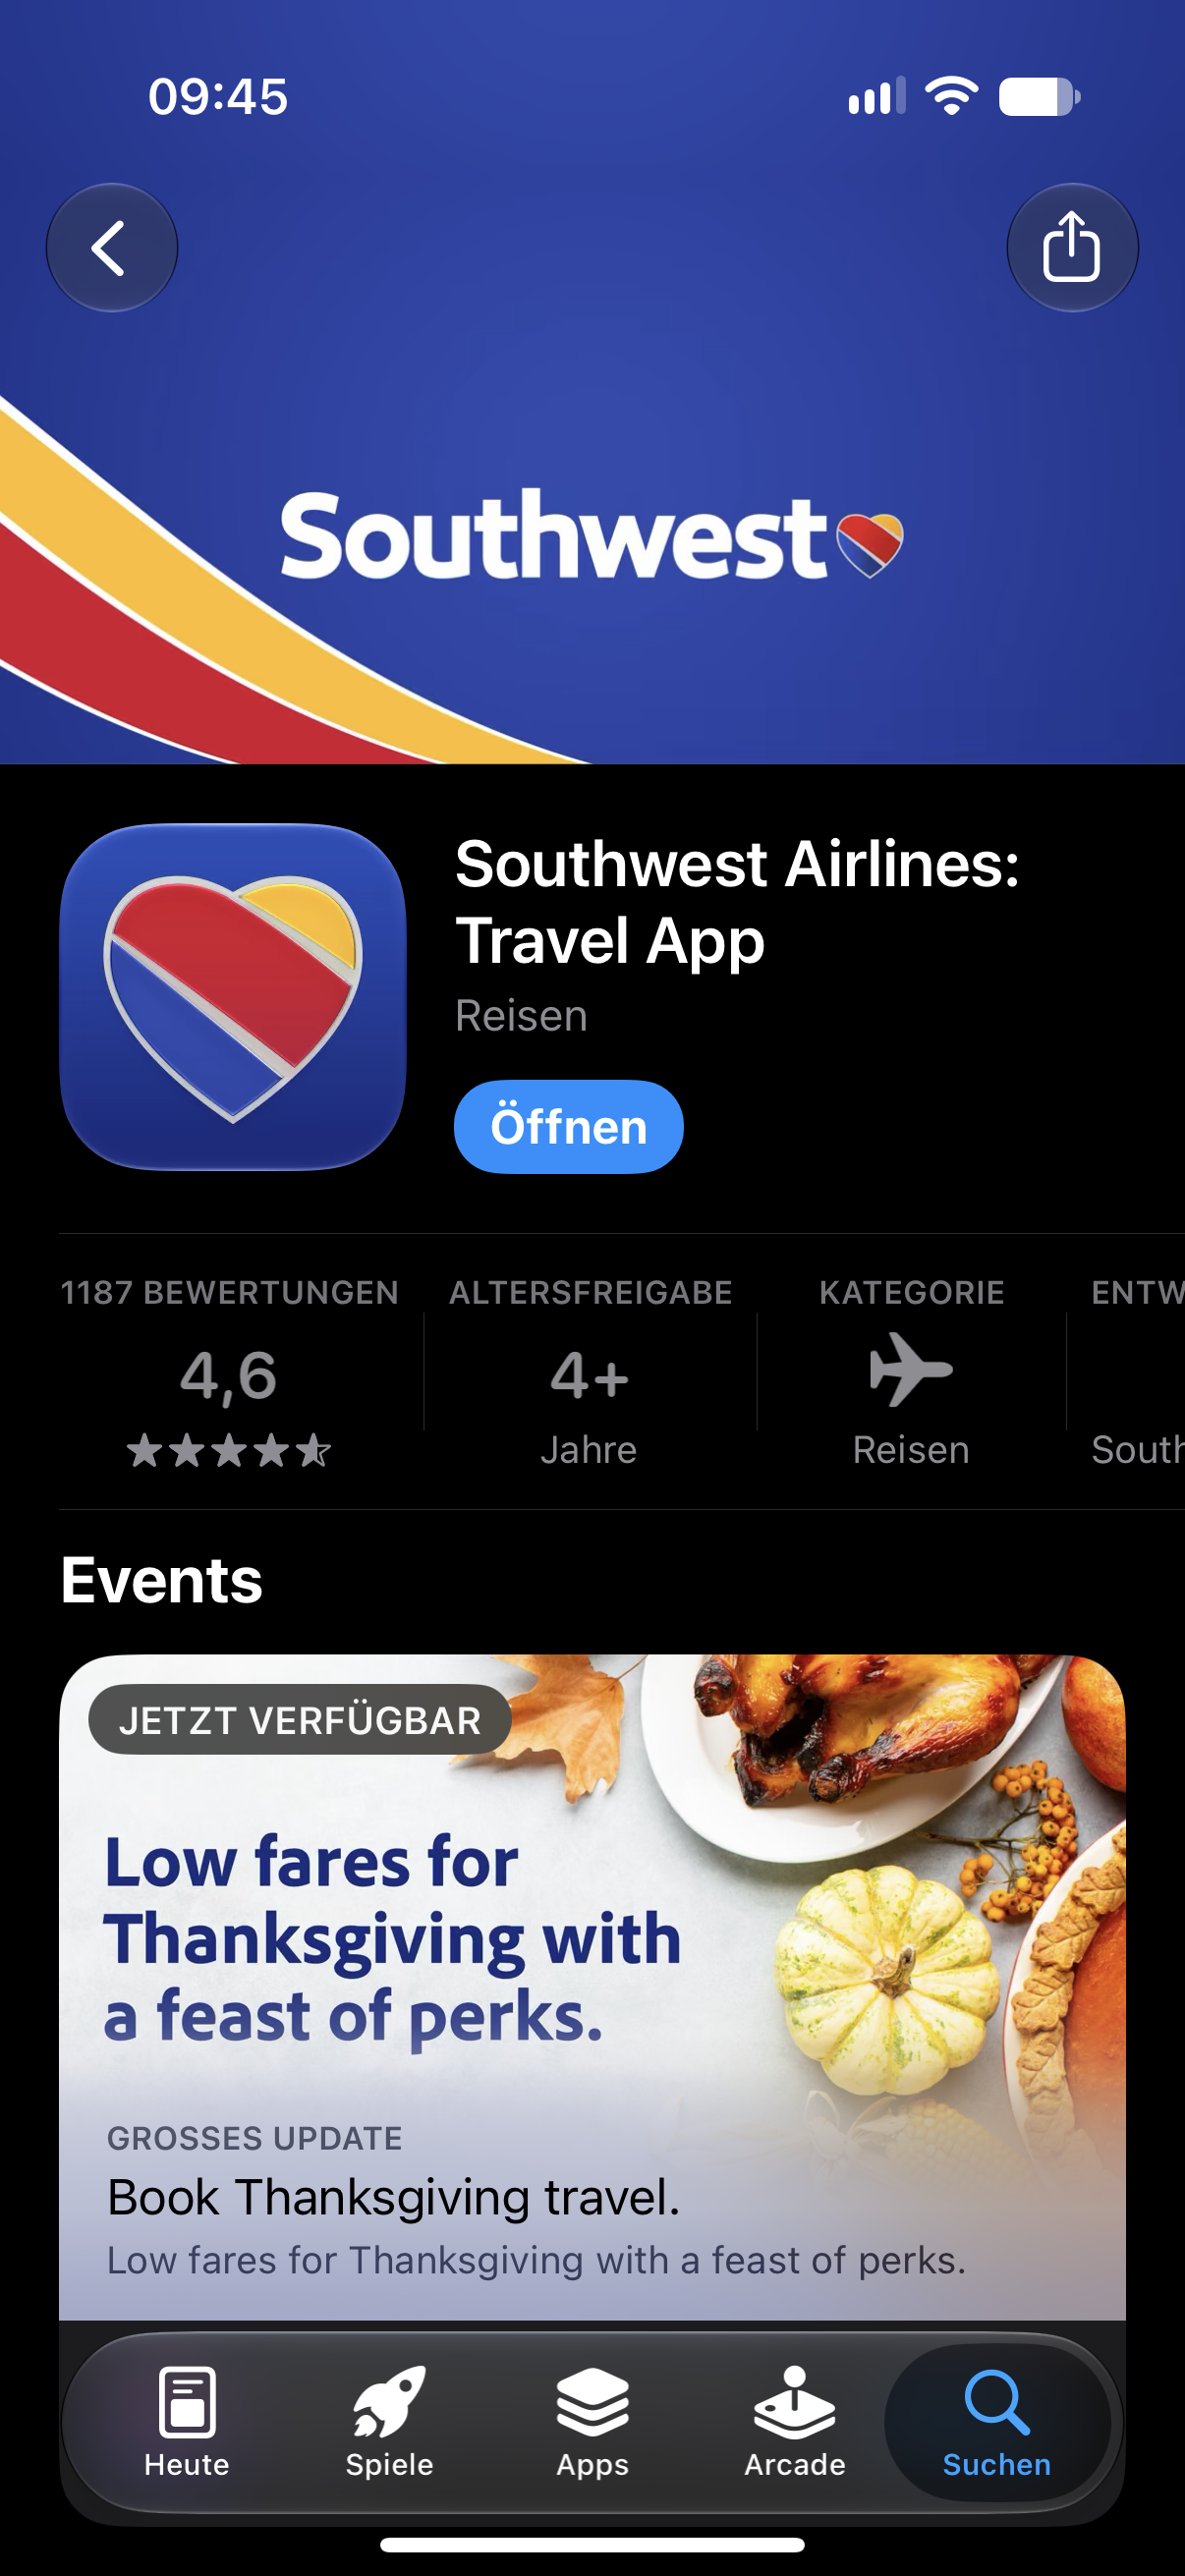 09:45
Southwest
Southwest Airlines:
Travel App
Reisen
Öffnen
1187 BEWERTUNGEN
4,6
ALTERSFREIGABE
4+
Jahre
KATEGORIE
Reisen
ENTW
South
Events
JETZT VERFÜGBAR
Low fares for
Thanksgiving with
a feast of perks.
GROSSES UPDATE
Book Thanksgiving travel.
Low fares for Thanksgiving with a feast of perks.
Heute
Spiele
Apps
Arcade
Suchen